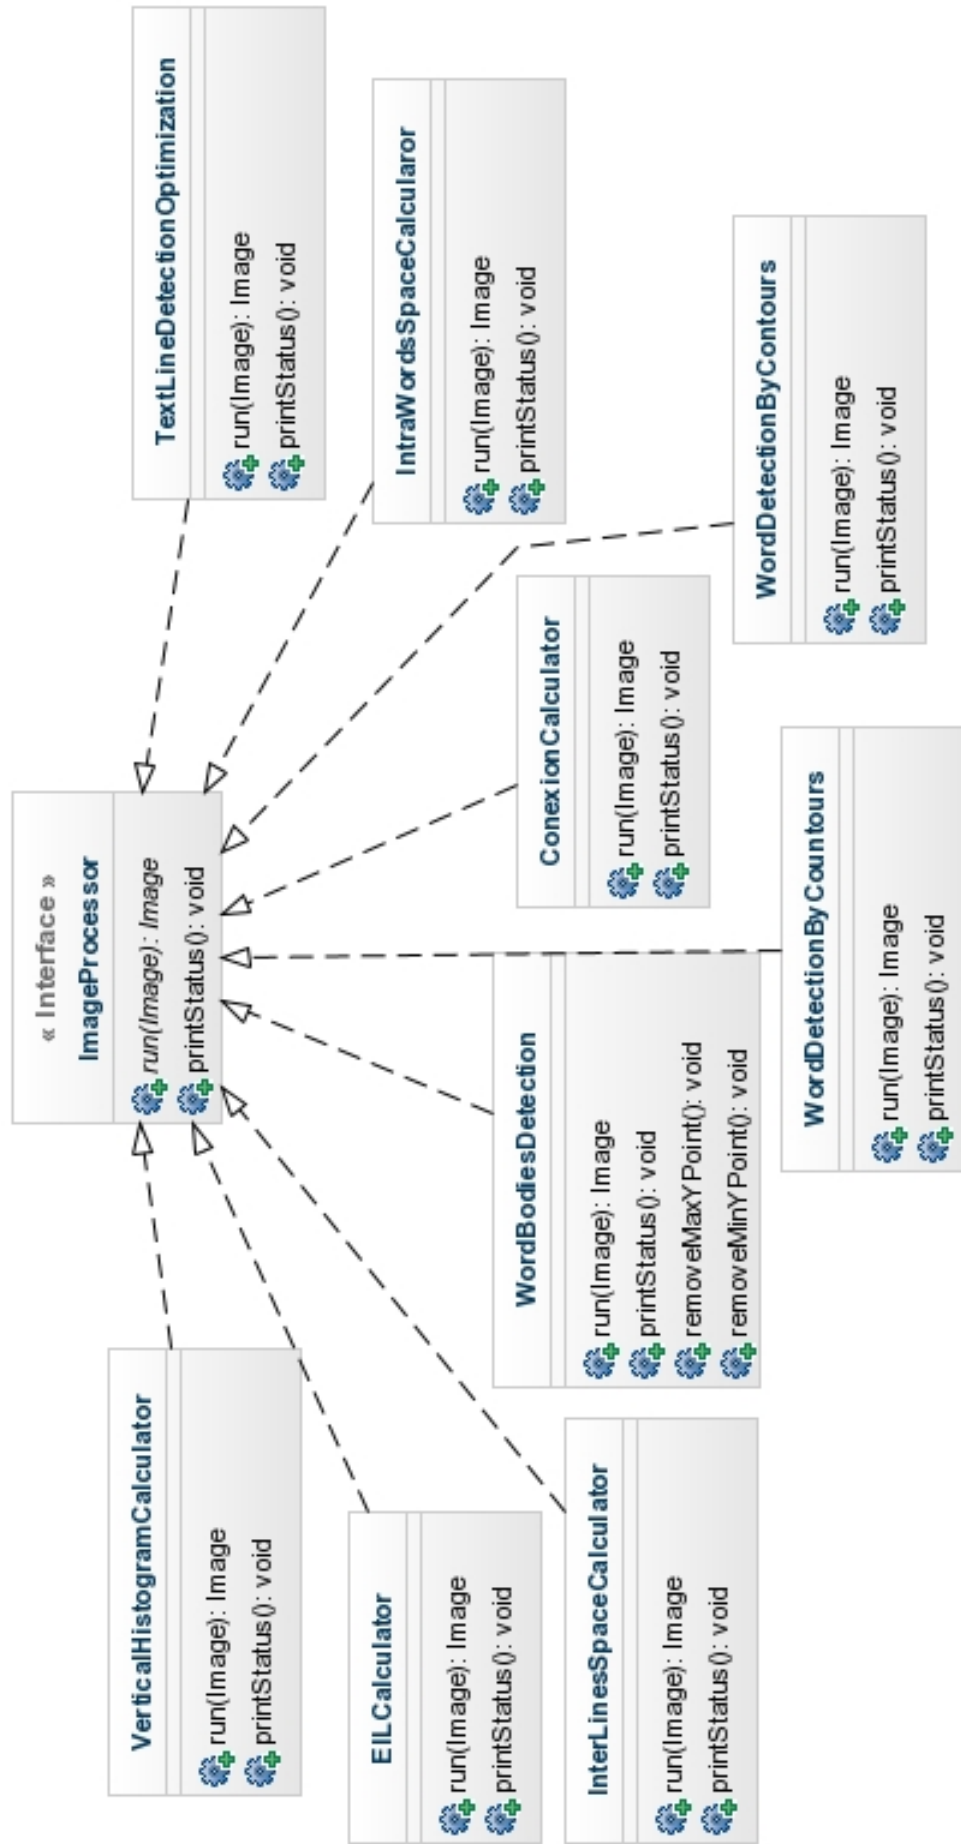 « Interface »
ImageProcessor
run(Image): Image
printStatus(): void
VerticalHistogramCalculator
run(Image): Image
printStatus(): void
TextLineDetectionOptimization
run(Image): Image
printStatus(): void
EILCalculator
run(Image): Image
printStatus(): void
IntraWordsSpaceCalcularor
run(Image): Image
printStatus(): void
InterLinesSpaceCalculator
run(Image): Image
printStatus(): void
WordBodiesDetection
run(Image): Image
printStatus(): void
removeMaxYPoint(): void
removeMinYPoint(): void
ConexionCalculator
run(Image): Image
printStatus(): void
WordDetectionByContours
run(Image): Image
printStatus(): void
WordDetectionByCountours
run(Image): Image
printStatus(): void